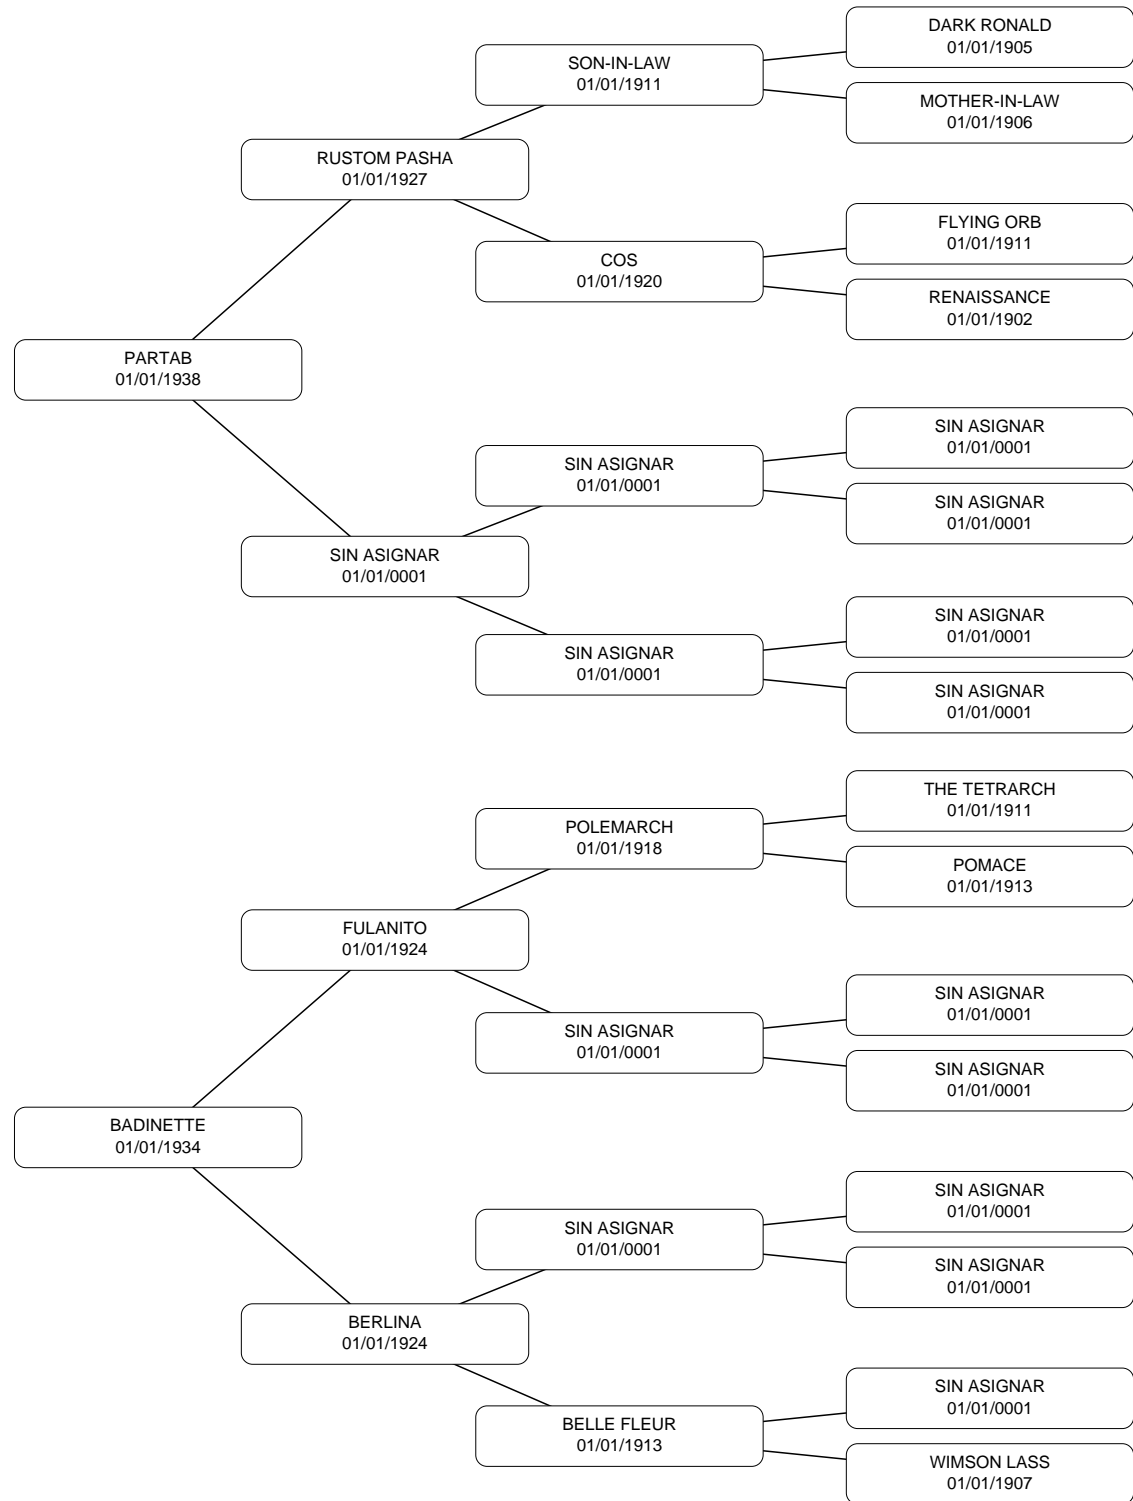 DARK RONALD
01/01/1905
SON-IN-LAW
01/01/1911
MOTHER-IN-LAW
01/01/1906
RUSTOM PASHA
01/01/1927
FLYING ORB
01/01/1911
COS
01/01/1920
RENAISSANCE
01/01/1902
PARTAB
01/01/1938
SIN ASIGNAR
01/01/0001
SIN ASIGNAR
01/01/0001
SIN ASIGNAR
01/01/0001
SIN ASIGNAR
01/01/0001
SIN ASIGNAR
01/01/0001
SIN ASIGNAR
01/01/0001
SIN ASIGNAR
01/01/0001
THE TETRARCH
01/01/1911
POLEMARCH
01/01/1918
POMACE
01/01/1913
FULANITO
01/01/1924
SIN ASIGNAR
01/01/0001
SIN ASIGNAR
01/01/0001
SIN ASIGNAR
01/01/0001
BADINETTE
01/01/1934
SIN ASIGNAR
01/01/0001
SIN ASIGNAR
01/01/0001
SIN ASIGNAR
01/01/0001
BERLINA
01/01/1924
SIN ASIGNAR
01/01/0001
BELLE FLEUR
01/01/1913
WIMSON LASS
01/01/1907